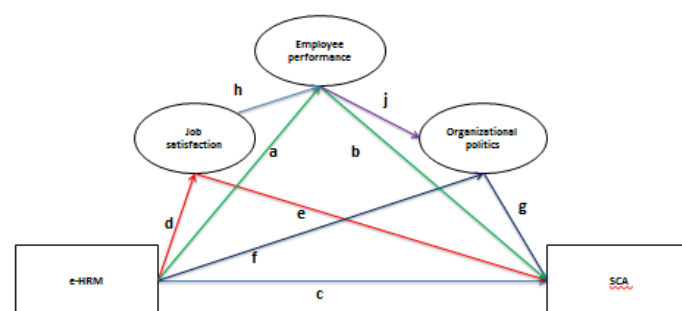 Employee
performance
h
j
Job
satisfaction
Organizational
politics
a
b
d
e
g
f
e-HRM
SCA
c